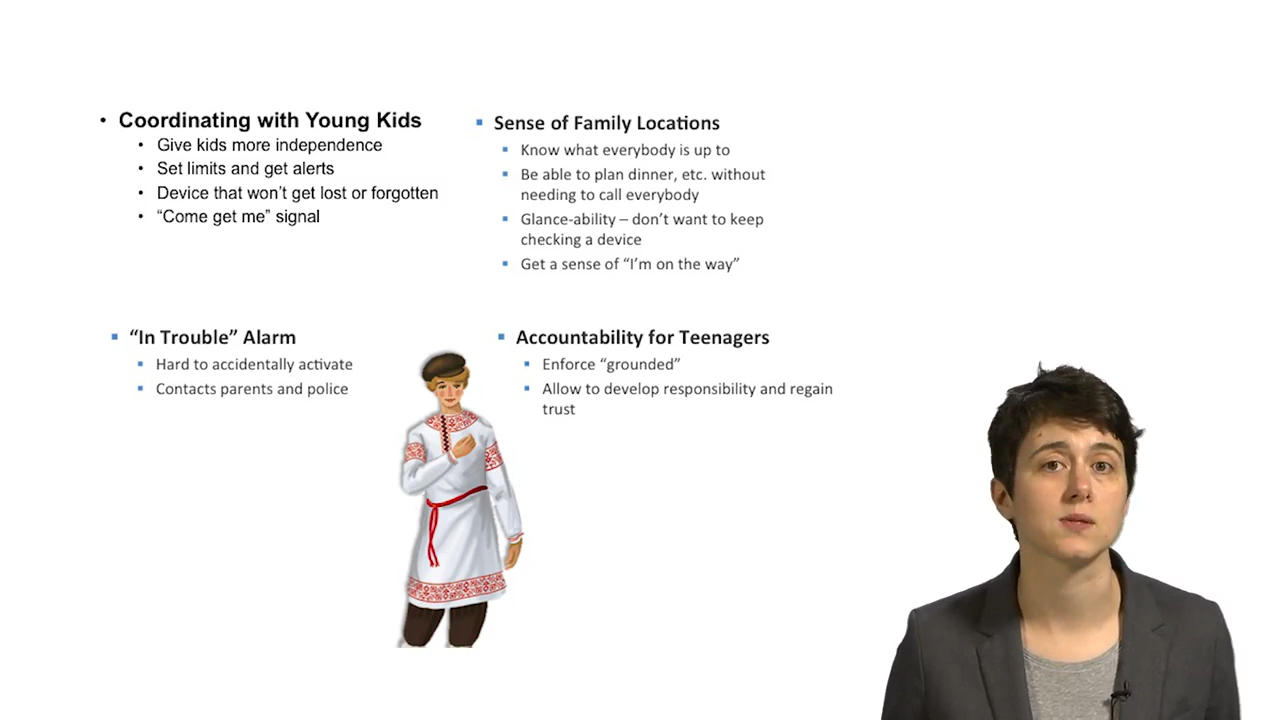 Coordinating with Young Kids
Give kids more independence
Set limits and get alerts
Device that won’t get lost or forgotten
“Come get me” signal
Sense of Family Locations
Know what everybody is up to
Be able to plan dinner, etc. without
needing to call everybody
Glance-ability – don’t want to keep
checking a device
Get a sense of “I’m on the way”
“In Trouble” Alarm
Hard to accidentally activate
Contacts parents and police
Accountability for Teenagers
Enforce “grounded”
Allow to develop responsibility and regain
trust